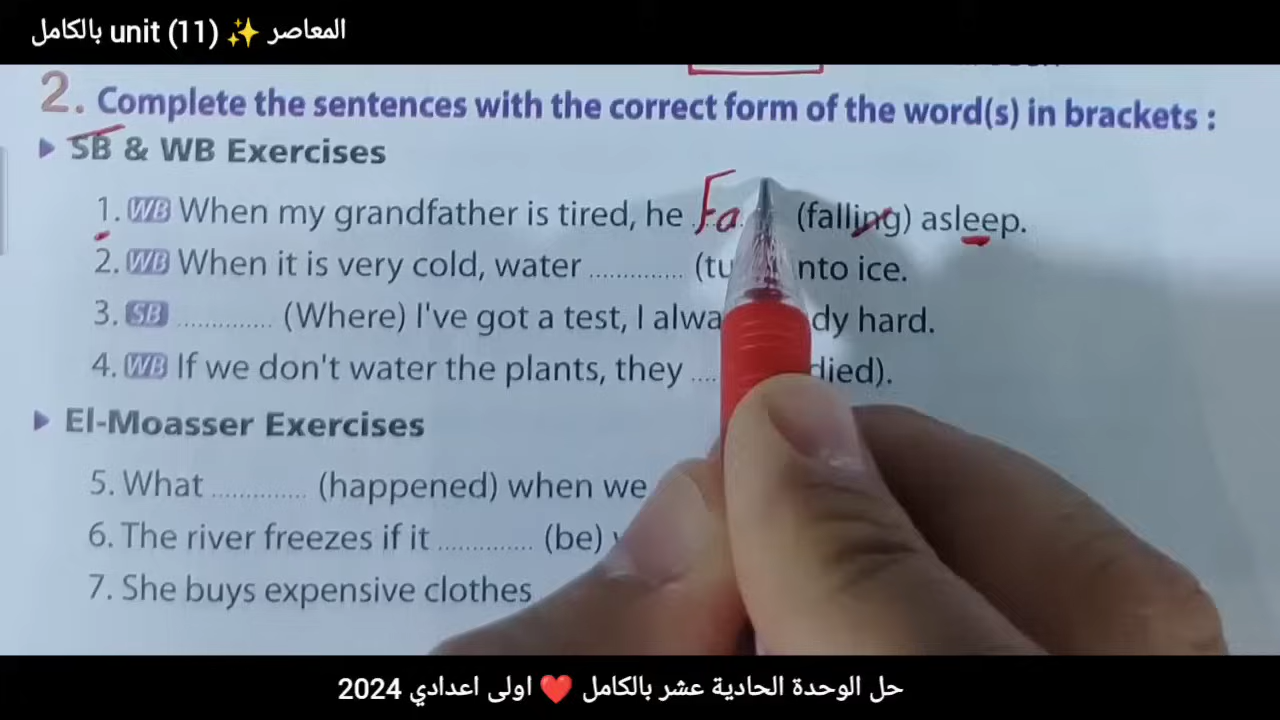 المعاصر ✨ unit (11) بالكامل
2. Complete the sentences with the correct form of the word(s) in brackets :
SB & WB Exercises
1. WB When my grandfather is tired, he Fa (falling) asleep.
2. WB When it is very cold, water ............. into ice.
3. SB ............. (Where) I've got a test, I hard.
4. WB If we don't water the plants, they .... died).
El-Moasser Exercises
5. What ............. (happened) when we
6. The river freezes if it ............. (be)
7. She buys expensive clothes
حل الوحدة الحادية عشر بالكامل ❤️ اولى اعدادي 2024